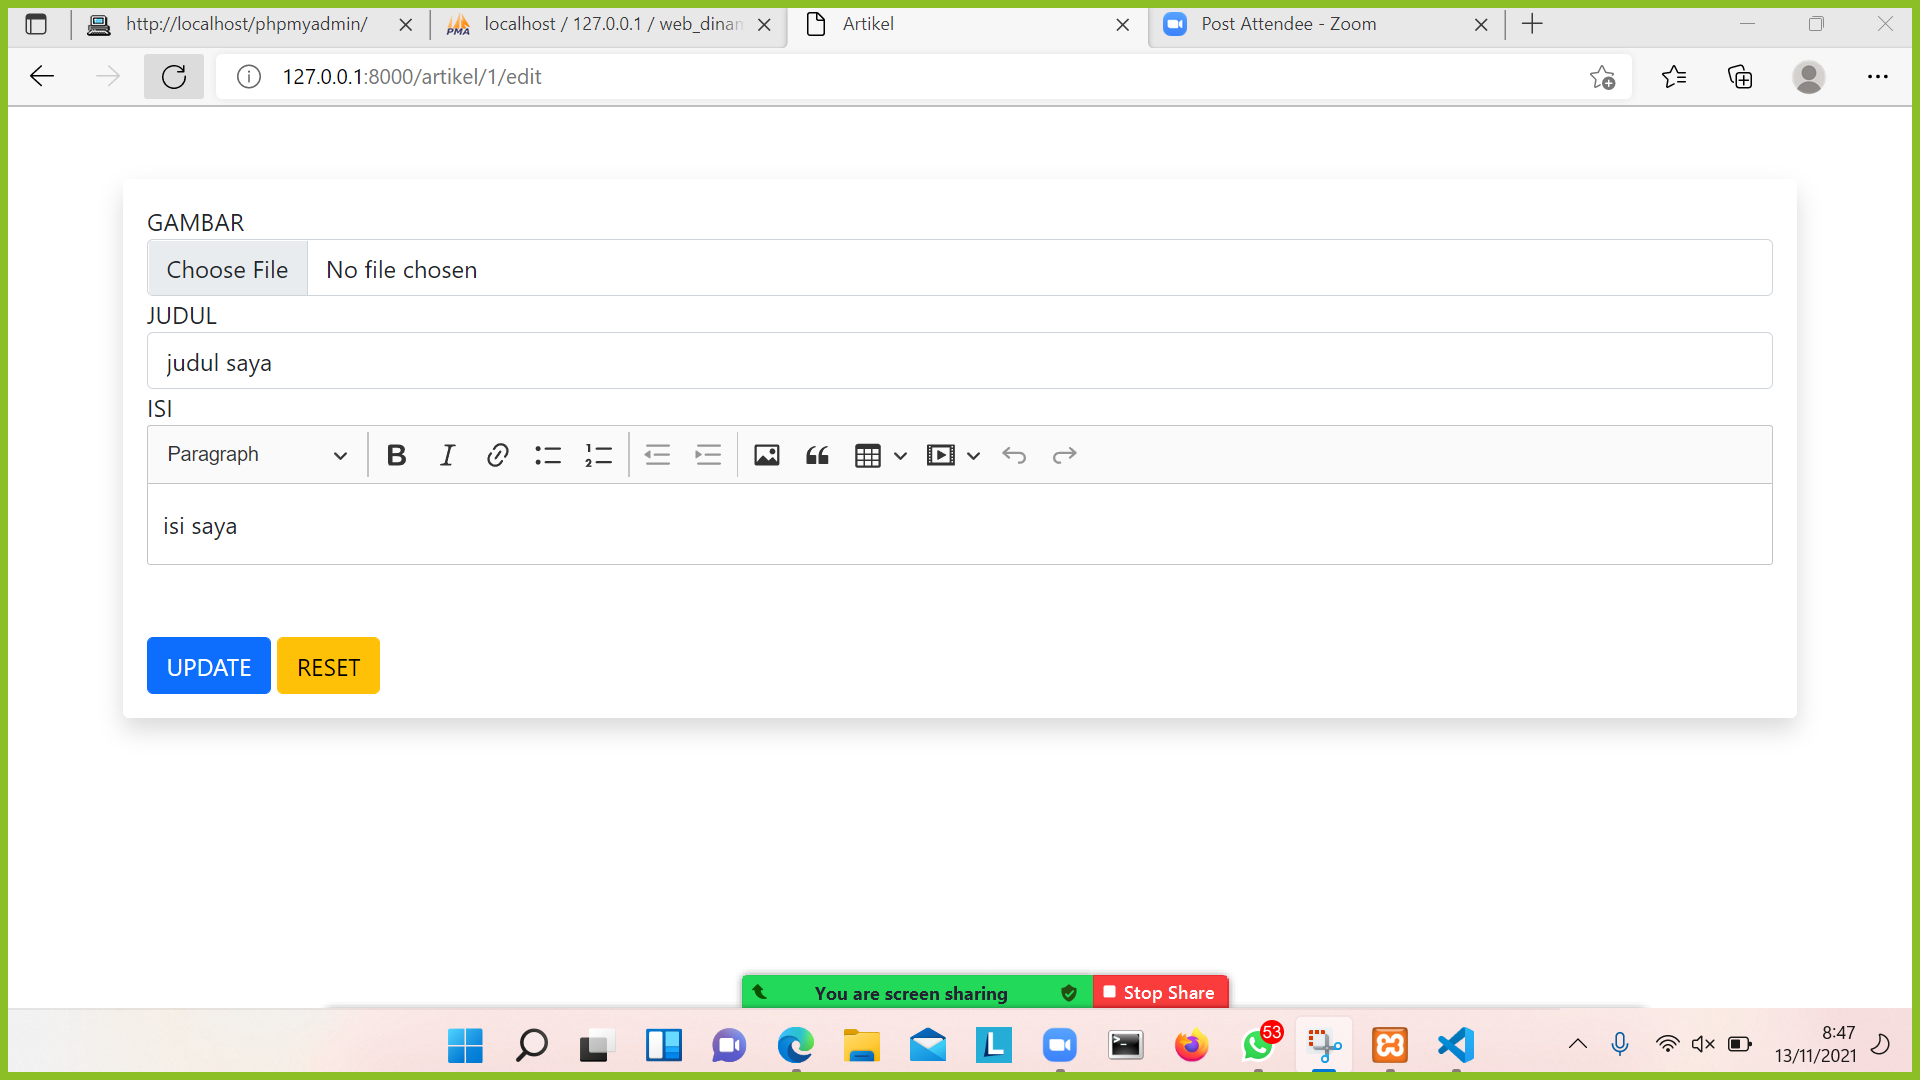 http://localhost/phpmyadmin/
PMA
localhost / 127.0.0.1 / web_dinan
Artikel
Post Attendee - Zoom
127.0.0.1:8000/artikel/1/edit
GAMBAR
Choose File
No file chosen
JUDUL
judul saya
ISI
Paragraph
isi saya
UPDATE
RESET
You are screen sharing
Stop Share
53
8:47
13/11/2021